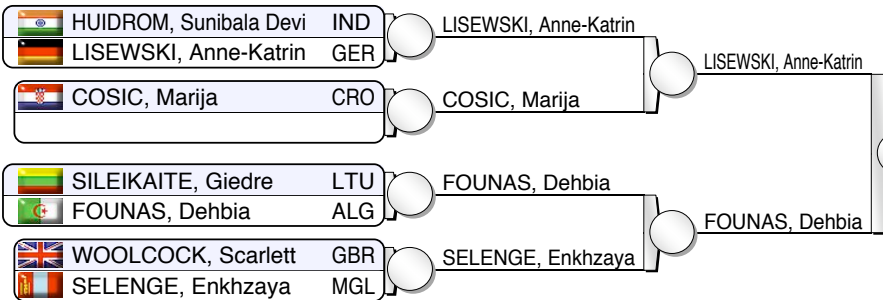 HUIDROM, Sunibala Devi IND
LISEWSKI, Anne-Katrin GER
COSIC, Marija CRO
SILEIKAITE, Giedre LTU
FOUNAS, Dehbia ALG
WOOLCOCK, Scarlett GBR
SELENGE, Enkhzaya MGL
LISEWSKI, Anne-Katrin
COSIC, Marija
FOUNAS, Dehbia
SELENGE, Enkhzaya
LISEWSKI, Anne-Katrin
FOUNAS, Dehbia